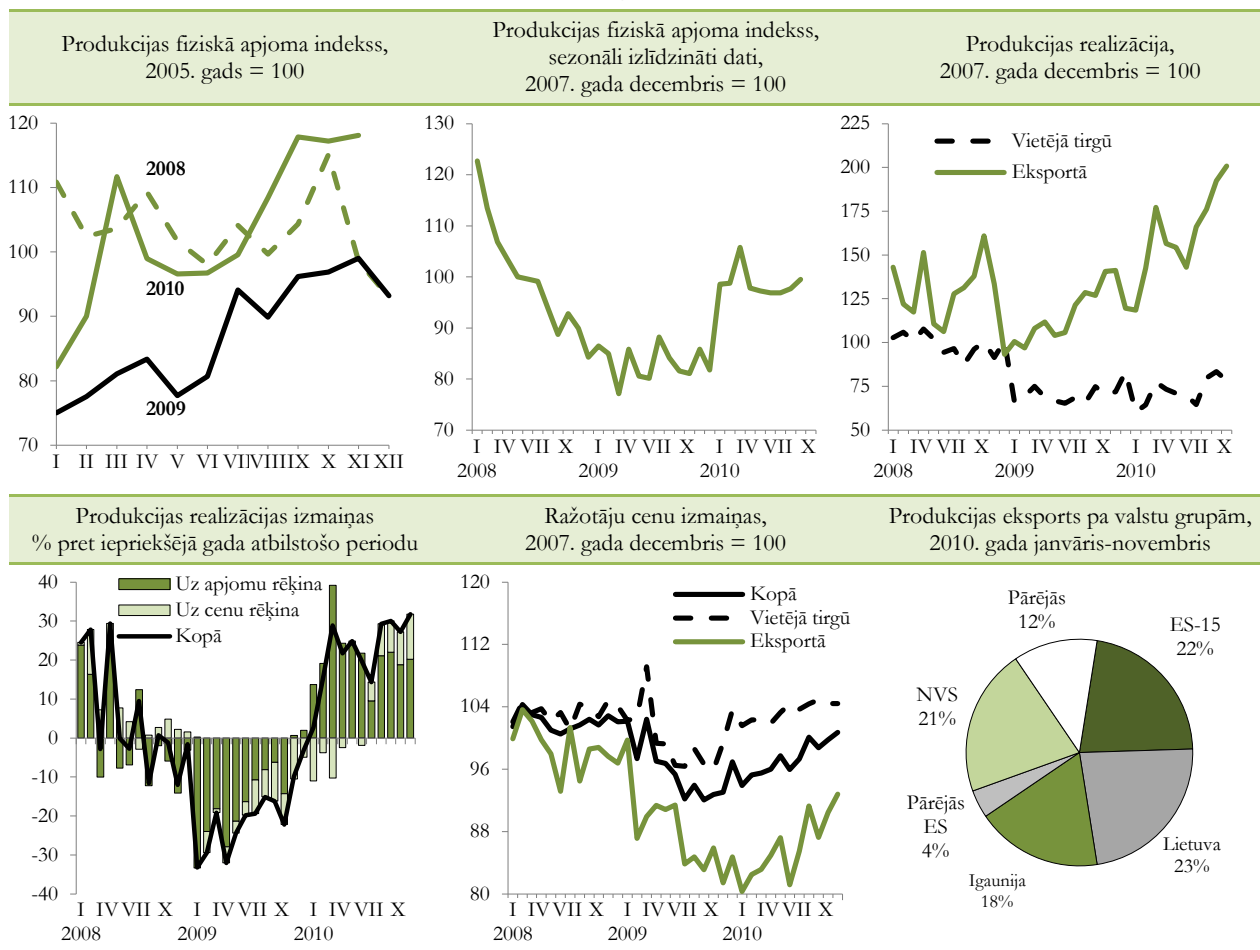 Produkcijas fiziskā apjoma indekss,
2005. gads = 100
Produkcijas fiziskā apjoma indekss,
sezonāli izlīdzināti dati,
2007. gada decembris = 100
Produkcijas realizācija,
2007. gada decembris = 100
120
110
100
90
80
70
2008
2010
2009
I II III IV V VI VII VIII IX X XI XII
130
120
110
100
90
80
70
I IV VII X I IV VII X I IV VII X
2008 2009 2010
225
200
175
150
125
100
75
50
Vietējā tirgū
Eksportā
I IV VII X I IV VII X I IV VII X
2008 2009 2010
Produkcijas realizācijas izmaiņas
% pret iepriekšējā gada atbilstošo periodu
Ražotāju cenu izmaiņas,
2007. gada decembris = 100
Produkcijas eksports pa valstu grupām,
2010. gada janvāris-novembris
40
30
20
10
0
-10
-20
-30
-40
Uz apjomu rēķina
Uz cenu rēķina
Kopā
I IV VII X I IV VII X I IV VII X
2008 2009 2010
120
112
104
96
88
80
Kopā
Vietējā tirgū
Eksportā
I IV VII X I IV VII X I IV VII X
2008 2009 2010
Pārējās
12%
ES-15
22%
NVS
21%
Pārējās
ES
4%
Igaunija
18%
Lietuva
23%